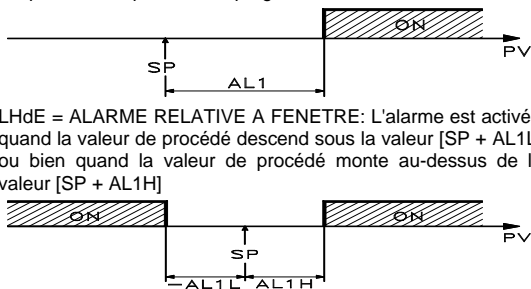 ON
PV
SP
AL1
LHdE = ALARME RELATIVE A FENETRE: L'alarme est activé
quand la valeur de procédé descend sous la valeur [SP + AL1L
ou bien quand la valeur de procédé monte au-dessus de l
valeur [SP + AL1H]
ON ON
PV
SP
-AL1L AL1H